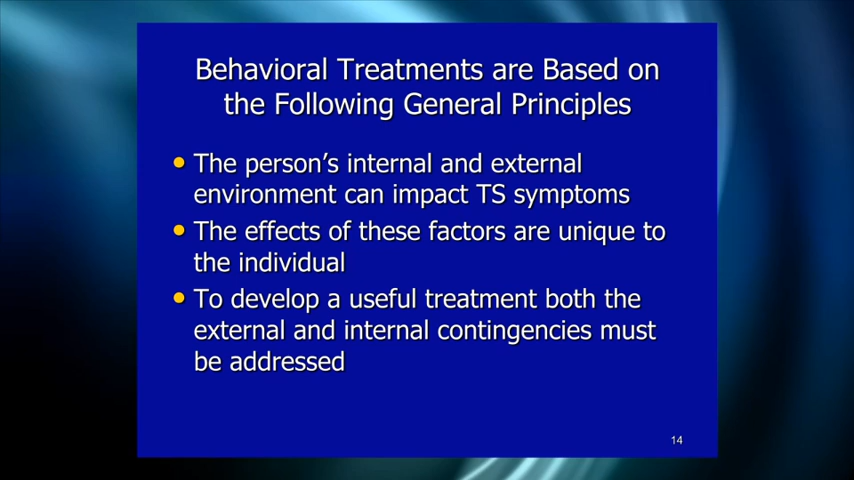 Behavioral Treatments are Based on
the Following General Principles
• The person's internal and external
environment can impact TS symptoms
• The effects of these factors are unique to
the individual
• To develop a useful treatment both the
external and internal contingencies must
be addressed
14